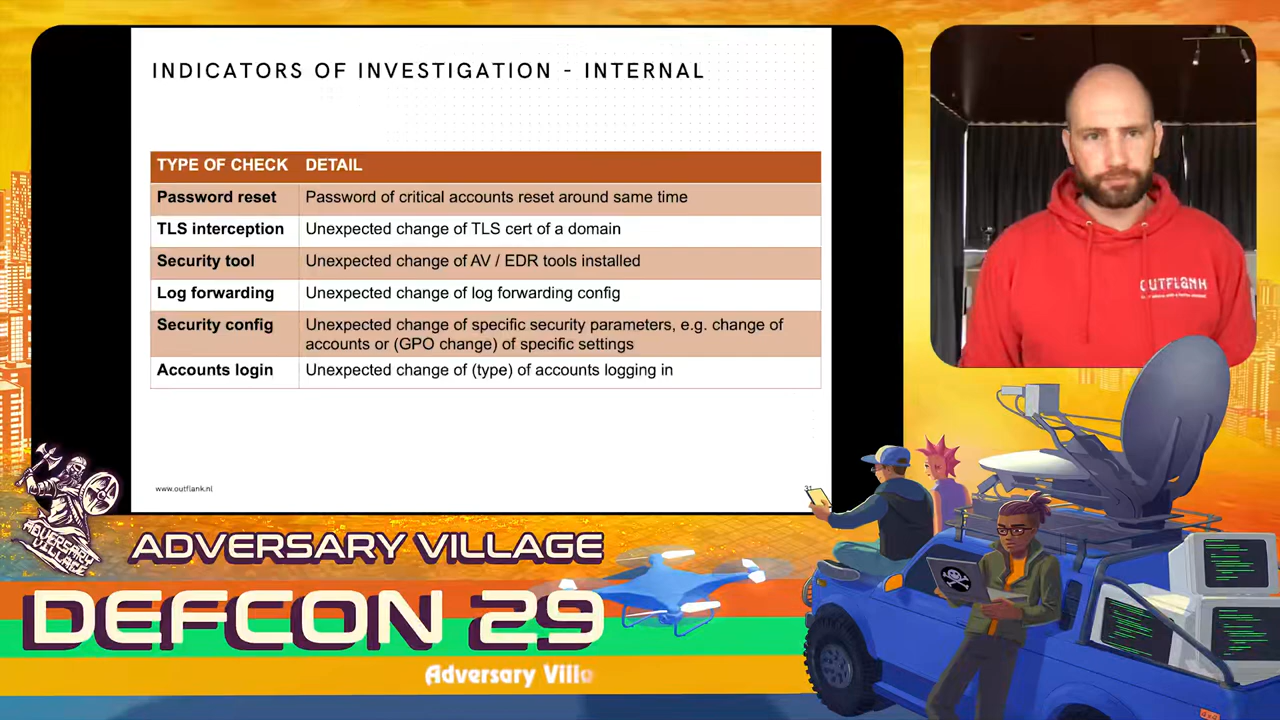 INDICATORS OF INVESTIGATION - INTERNAL
TYPE OF CHECK DETAIL
Password reset Password of critical accounts reset around same time
TLS interception Unexpected change of TLS cert of a domain
Security tool Unexpected change of AV / EDR tools installed
Log forwarding Unexpected change of log forwarding config
Security config Unexpected change of specific security parameters, e.g. change of
accounts or (GPO change) of specific settings
Accounts login Unexpected change of (type) of accounts logging in
www.outflank.nl
OUTFLANK
ADVERSARY
VILLAGE
ADVERSARY VILLAGE
DEFCON 29
Adversary Villa